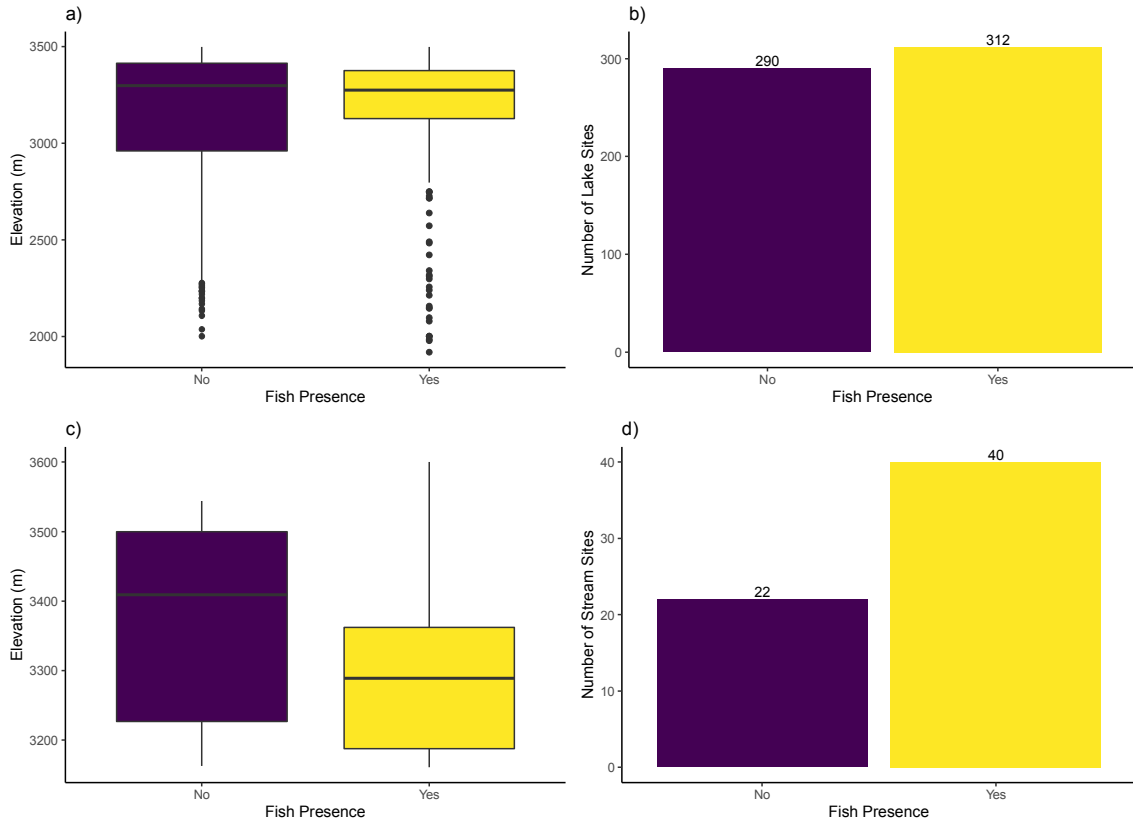 a)
Elevation (m)
3500
3000
2500
2000
No
Yes
Fish Presence
b)
Number of Lake Sites
300
200
100
0
290
312
No
Yes
Fish Presence
c)
Elevation (m)
3600
3500
3400
3300
3200
No
Yes
Fish Presence
d)
Number of Stream Sites
40
30
20
10
0
22
40
No
Yes
Fish Presence